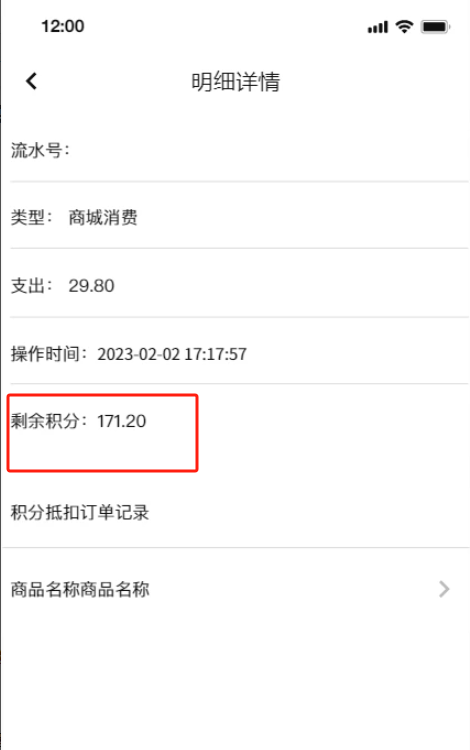 12:00
明细详情
流水号：
类型： 商城消费
支出： 29.80
操作时间：2023-02-02 17:17:57
剩余积分：171.20
积分抵扣订单记录
商品名称商品名称